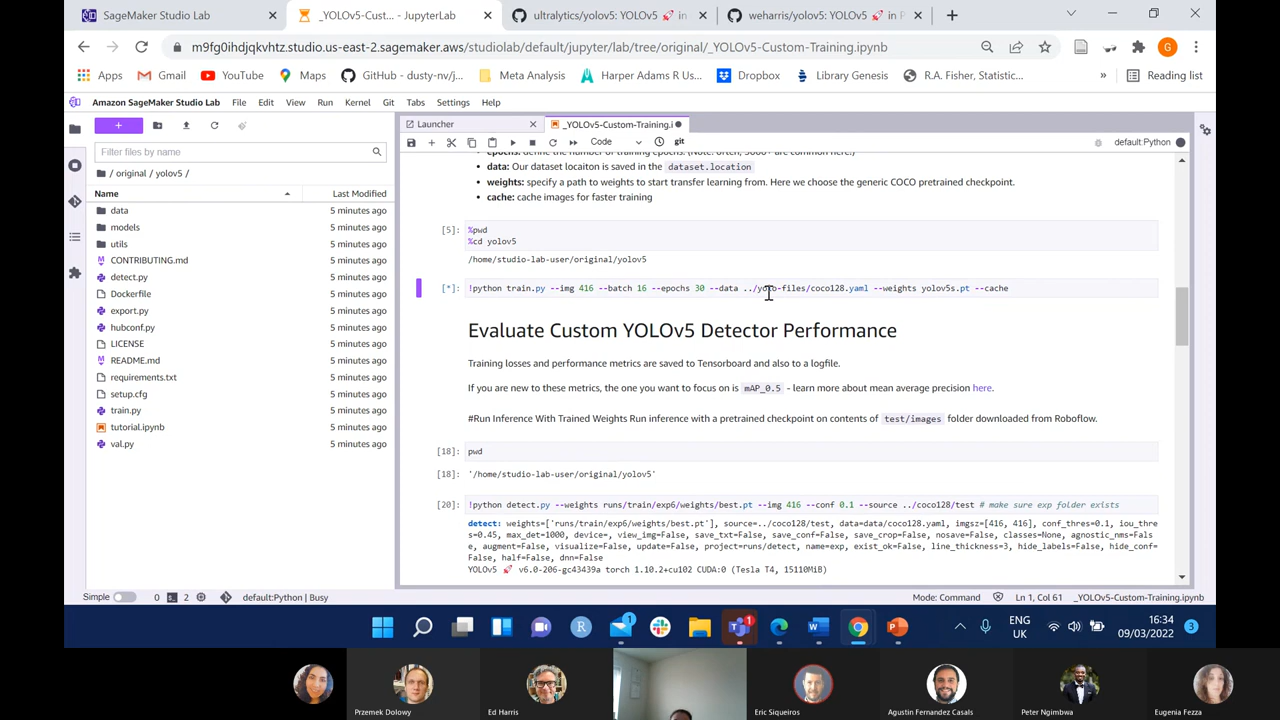 SageMaker Studio Lab
_YOLOv5-Cust... - JupyterLab
ultralytics/yolov5: YOLOv5 🚀 in
weharris/yolov5: YOLOv5 🚀 in P
m9fg0ihdjqkvhtz.studio.us-east-2.sagemaker.aws/studiolab/default/jupyter/lab/tree/original/_YOLOv5-Custom-Training.ipynb
G
Apps
Gmail
YouTube
Maps
GitHub - dusty-nv/j...
Meta Analysis
Harper Adams R Us...
Dropbox
Library Genesis
R.A. Fisher, Statistic...
Reading list
Amazon SageMaker Studio Lab
File Edit View Run Kernel Git Tabs Settings Help
Launcher
_YOLOv5-Custom-Training.i
Code
git
default:Python
Filter files by name
/ original / yolov5 /
Name
Last Modified
data 5 minutes ago
models 5 minutes ago
utils 5 minutes ago
CONTRIBUTING.md 5 minutes ago
detect.py 5 minutes ago
Dockerfile 5 minutes ago
export.py 5 minutes ago
hubconf.py 5 minutes ago
LICENSE 5 minutes ago
README.md 5 minutes ago
requirements.txt 5 minutes ago
setup.cfg 5 minutes ago
train.py 5 minutes ago
tutorial.ipynb 5 minutes ago
val.py 5 minutes ago
data: Our dataset locaiton is saved in the dataset.location
weights: specify a path to weights to start transfer learning from. Here we choose the generic COCO pretrained checkpoint.
cache: cache images for faster training
[5]: %pwd
%cd yolov5
/home/studio-lab-user/original/yolov5
[*]: !python train.py --img 416 --batch 16 --epochs 30 --data ../yolo-files/coco128.yaml --weights yolov5s.pt --cache
Evaluate Custom YOLOv5 Detector Performance
Training losses and performance metrics are saved to Tensorboard and also to a logfile.
If you are new to these metrics, the one you want to focus on is mAP_0.5 - learn more about mean average precision here.
#Run Inference With Trained Weights Run inference with a pretrained checkpoint on contents of test/images folder downloaded from Roboflow.
[18]: pwd
[18]: '/home/studio-lab-user/original/yolov5'
[20]: !python detect.py --weights runs/train/exp6/weights/best.pt --img 416 --conf 0.1 --source ../coco128/test # make sure exp folder exists
detect: weights=['runs/train/exp6/weights/best.pt'], source=../coco128/test, data=data/coco128.yaml, imgsz=[416, 416], conf_thres=0.1, iou_thre
s=0.45, max_det=1000, device=, view_img=False, save_txt=False, save_conf=False, save_crop=False, nosave=False, classes=None, agnostic_nms=Fals
e, augment=False, visualize=False, update=False, project=runs/detect, name=exp, exist_ok=False, line_thickness=3, hide_labels=False, hide_conf=
False, half=False, dnn=False
YOLOv5 🚀 v6.0-206-gc43439a torch 1.10.2+cu102 CUDA:0 (Tesla T4, 15110MiB)
Simple
0
2
default:Python | Busy
Mode: Command
Ln 1, Col 61
_YOLOv5-Custom-Training.ipynb
ENG
UK
16:34
09/03/2022
3
Przemek Dolowy
Ed Harris
Eric Siqueiros
Agustin Fernandez Casals
Peter Ngimbwa
Eugenia Fezza